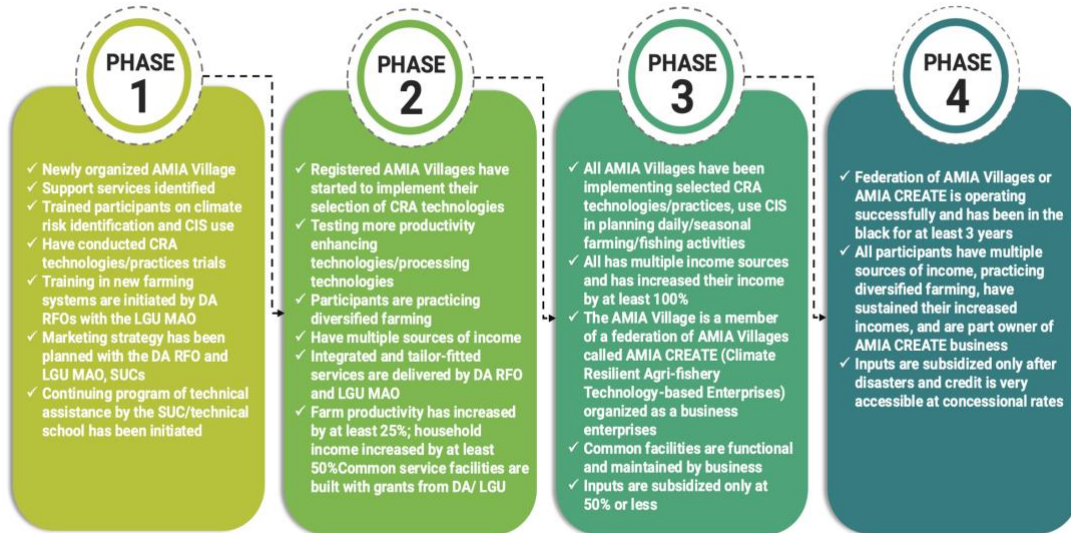 PHASE
1
✓ Newly organized AMIA Village
✓ Support services identified
✓ Trained participants on climate
risk identification and CIS use
✓ Have conducted CRA
technologies/practices trials
✓ Training in new farming
systems are initiated by DA
RFOs with the LGU MAO
✓ Marketing strategy has been
planned with the DA RFO and
LGU MAO, SUCs
✓ Continuing program of technical
assistance by the SUC/technical
school has been initiated
PHASE
2
✓ Registered AMIA Villages have
started to implement their
selection of CRA technologies
✓ Testing more productivity
enhancing
technologies/processing
technologies
✓ Participants are practicing
diversified farming
✓ Have multiple sources of income
✓ Integrated and tailor-fitted
services are delivered by DA RFO
and LGU MAO
✓ Farm productivity has increased
by at least 25%; household
income increased by at least
50%Common service facilities are
built with grants from DA/ LGU
PHASE
3
✓ All AMIA Villages have been
implementing selected CRA
technologies/practices, use CIS
in planning daily/seasonal
farming/fishing activities
✓ All has multiple income sources
and has increased their income
by at least 100%
✓ The AMIA Village is a member
of a federation of AMIA Villages
called AMIA CREATE (Climate
Resilient Agri-fishery
Technology-based Enterprises)
organized as a business
enterprises
✓ Common facilities are functional
and maintained by business
✓ Inputs are subsidized only at
50% or less
PHASE
4
✓ Federation of AMIA Villages or
AMIA CREATE is operating
successfully and has been in the
black for at least 3 years
✓ All participants have multiple
sources of income, practicing
diversified farming, have
sustained their increased
incomes, and are part owner of
AMIA CREATE business
✓ Inputs are subsidized only after
disasters and credit is very
accessible at concessional rates